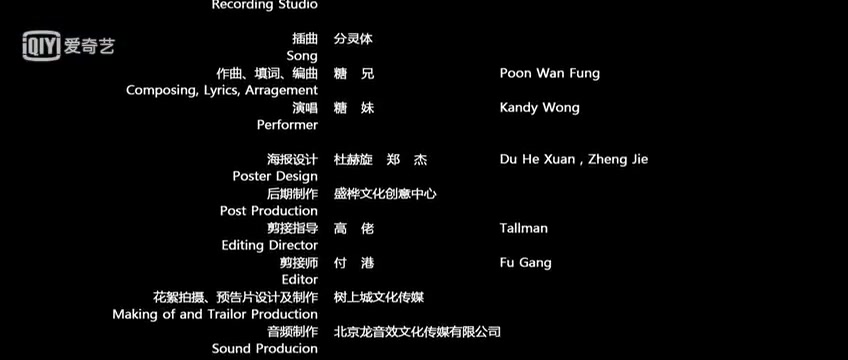 Recording Studio
iQIYI 爱奇艺
插曲 分灵体
Song
作曲、填词、编曲 糖 兄 Poon Wan Fung
Composing, Lyrics, Arragement
演唱 糖 妹 Kandy Wong
Performer
海报设计 杜赫旋 郑 杰 Du He Xuan , Zheng Jie
Poster Design
后期制作 盛桦文化创意中心
Post Production
剪接指导 高 佬 Tallman
Editing Director
剪接师 付 港 Fu Gang
Editor
花絮拍摄、预告片设计及制作 树上城文化传媒
Making of and Trailor Production
音频制作 北京龙音效文化传媒有限公司
Sound Producion